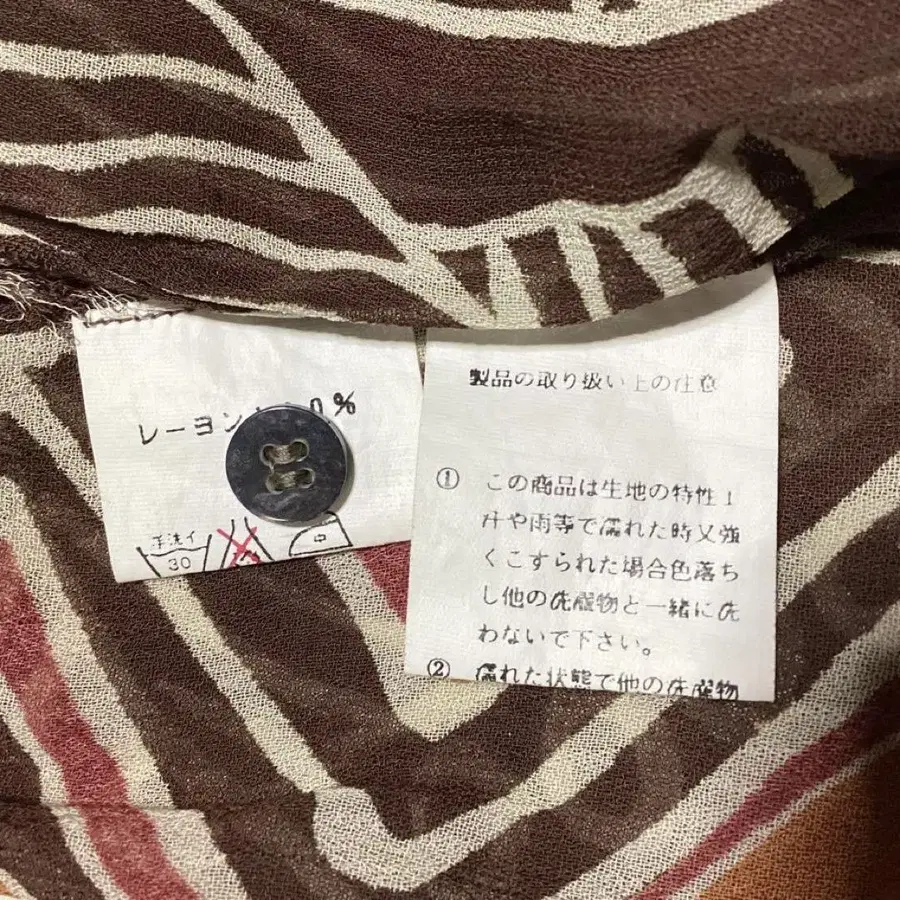 レーヨン 0%
手洗イ
30
中
製品の取り扱い上の注意
① この商品は生地の特性上
汗や雨等で濡れた時又強
くこすられた場合色落ち
し他の洗濯物と一緒に洗
わないで下さい。
② 濡れた状態で他の洗濯物